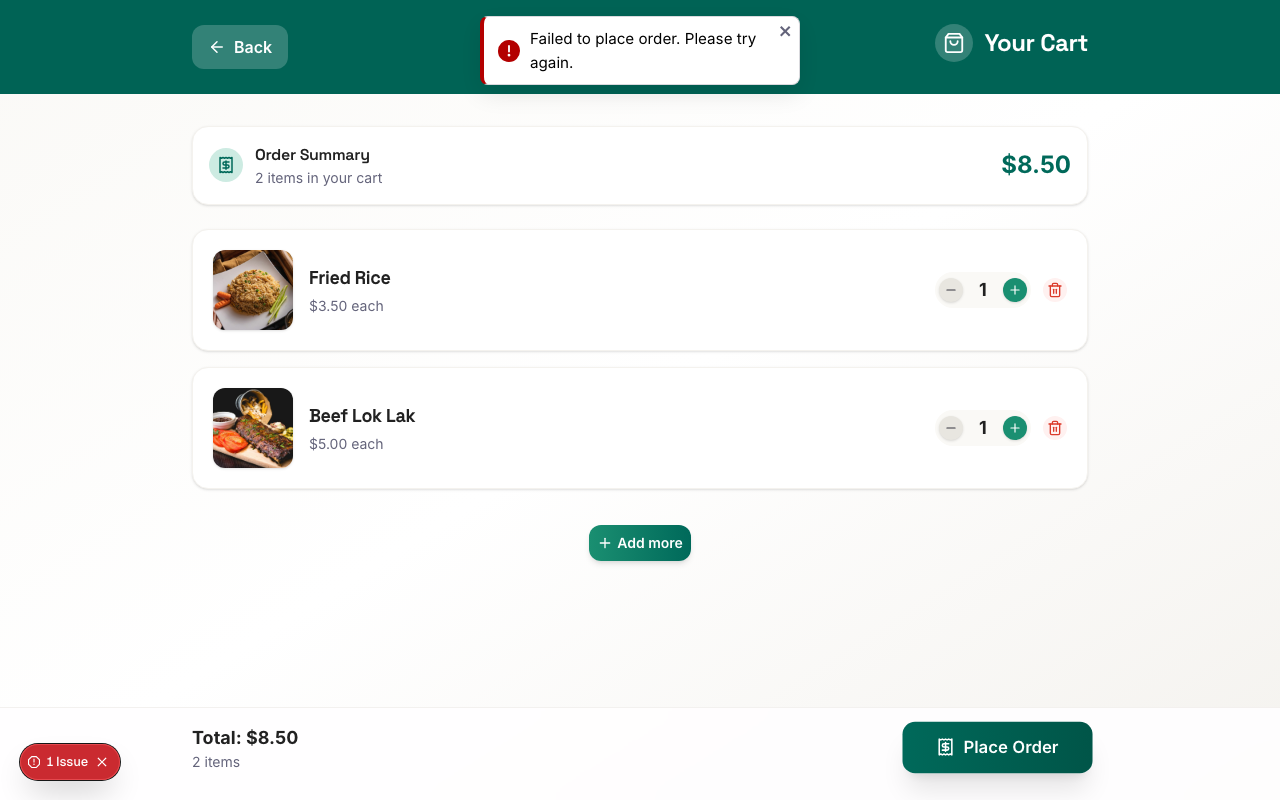 Back
Failed to place order. Please try
again.
Your Cart
Order Summary
2 items in your cart
$8.50
Fried Rice
$3.50 each
1
Beef Lok Lak
$5.00 each
1
Add more
Total: $8.50
2 items
Place Order
1 Issue